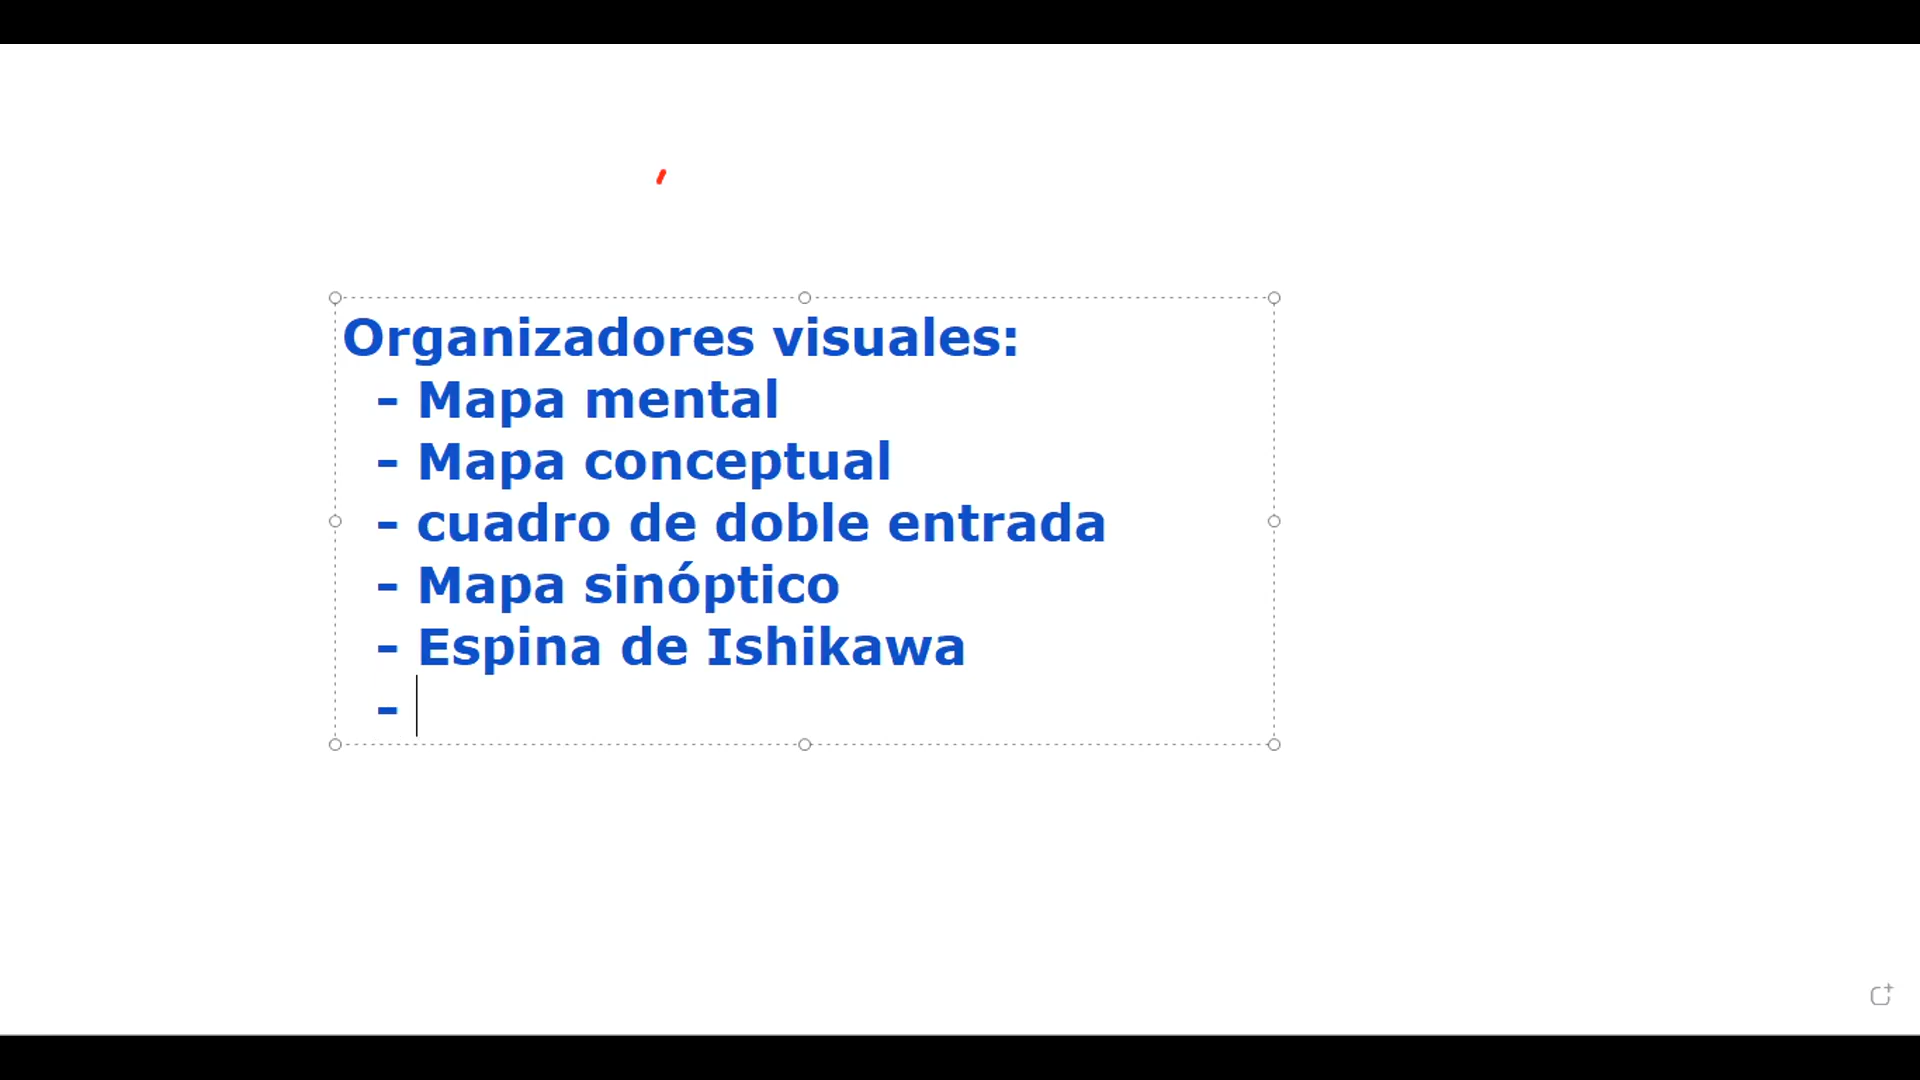 Organizadores visuales:
- Mapa mental
- Mapa conceptual
- cuadro de doble entrada
- Mapa sinóptico
- Espina de Ishikawa
-